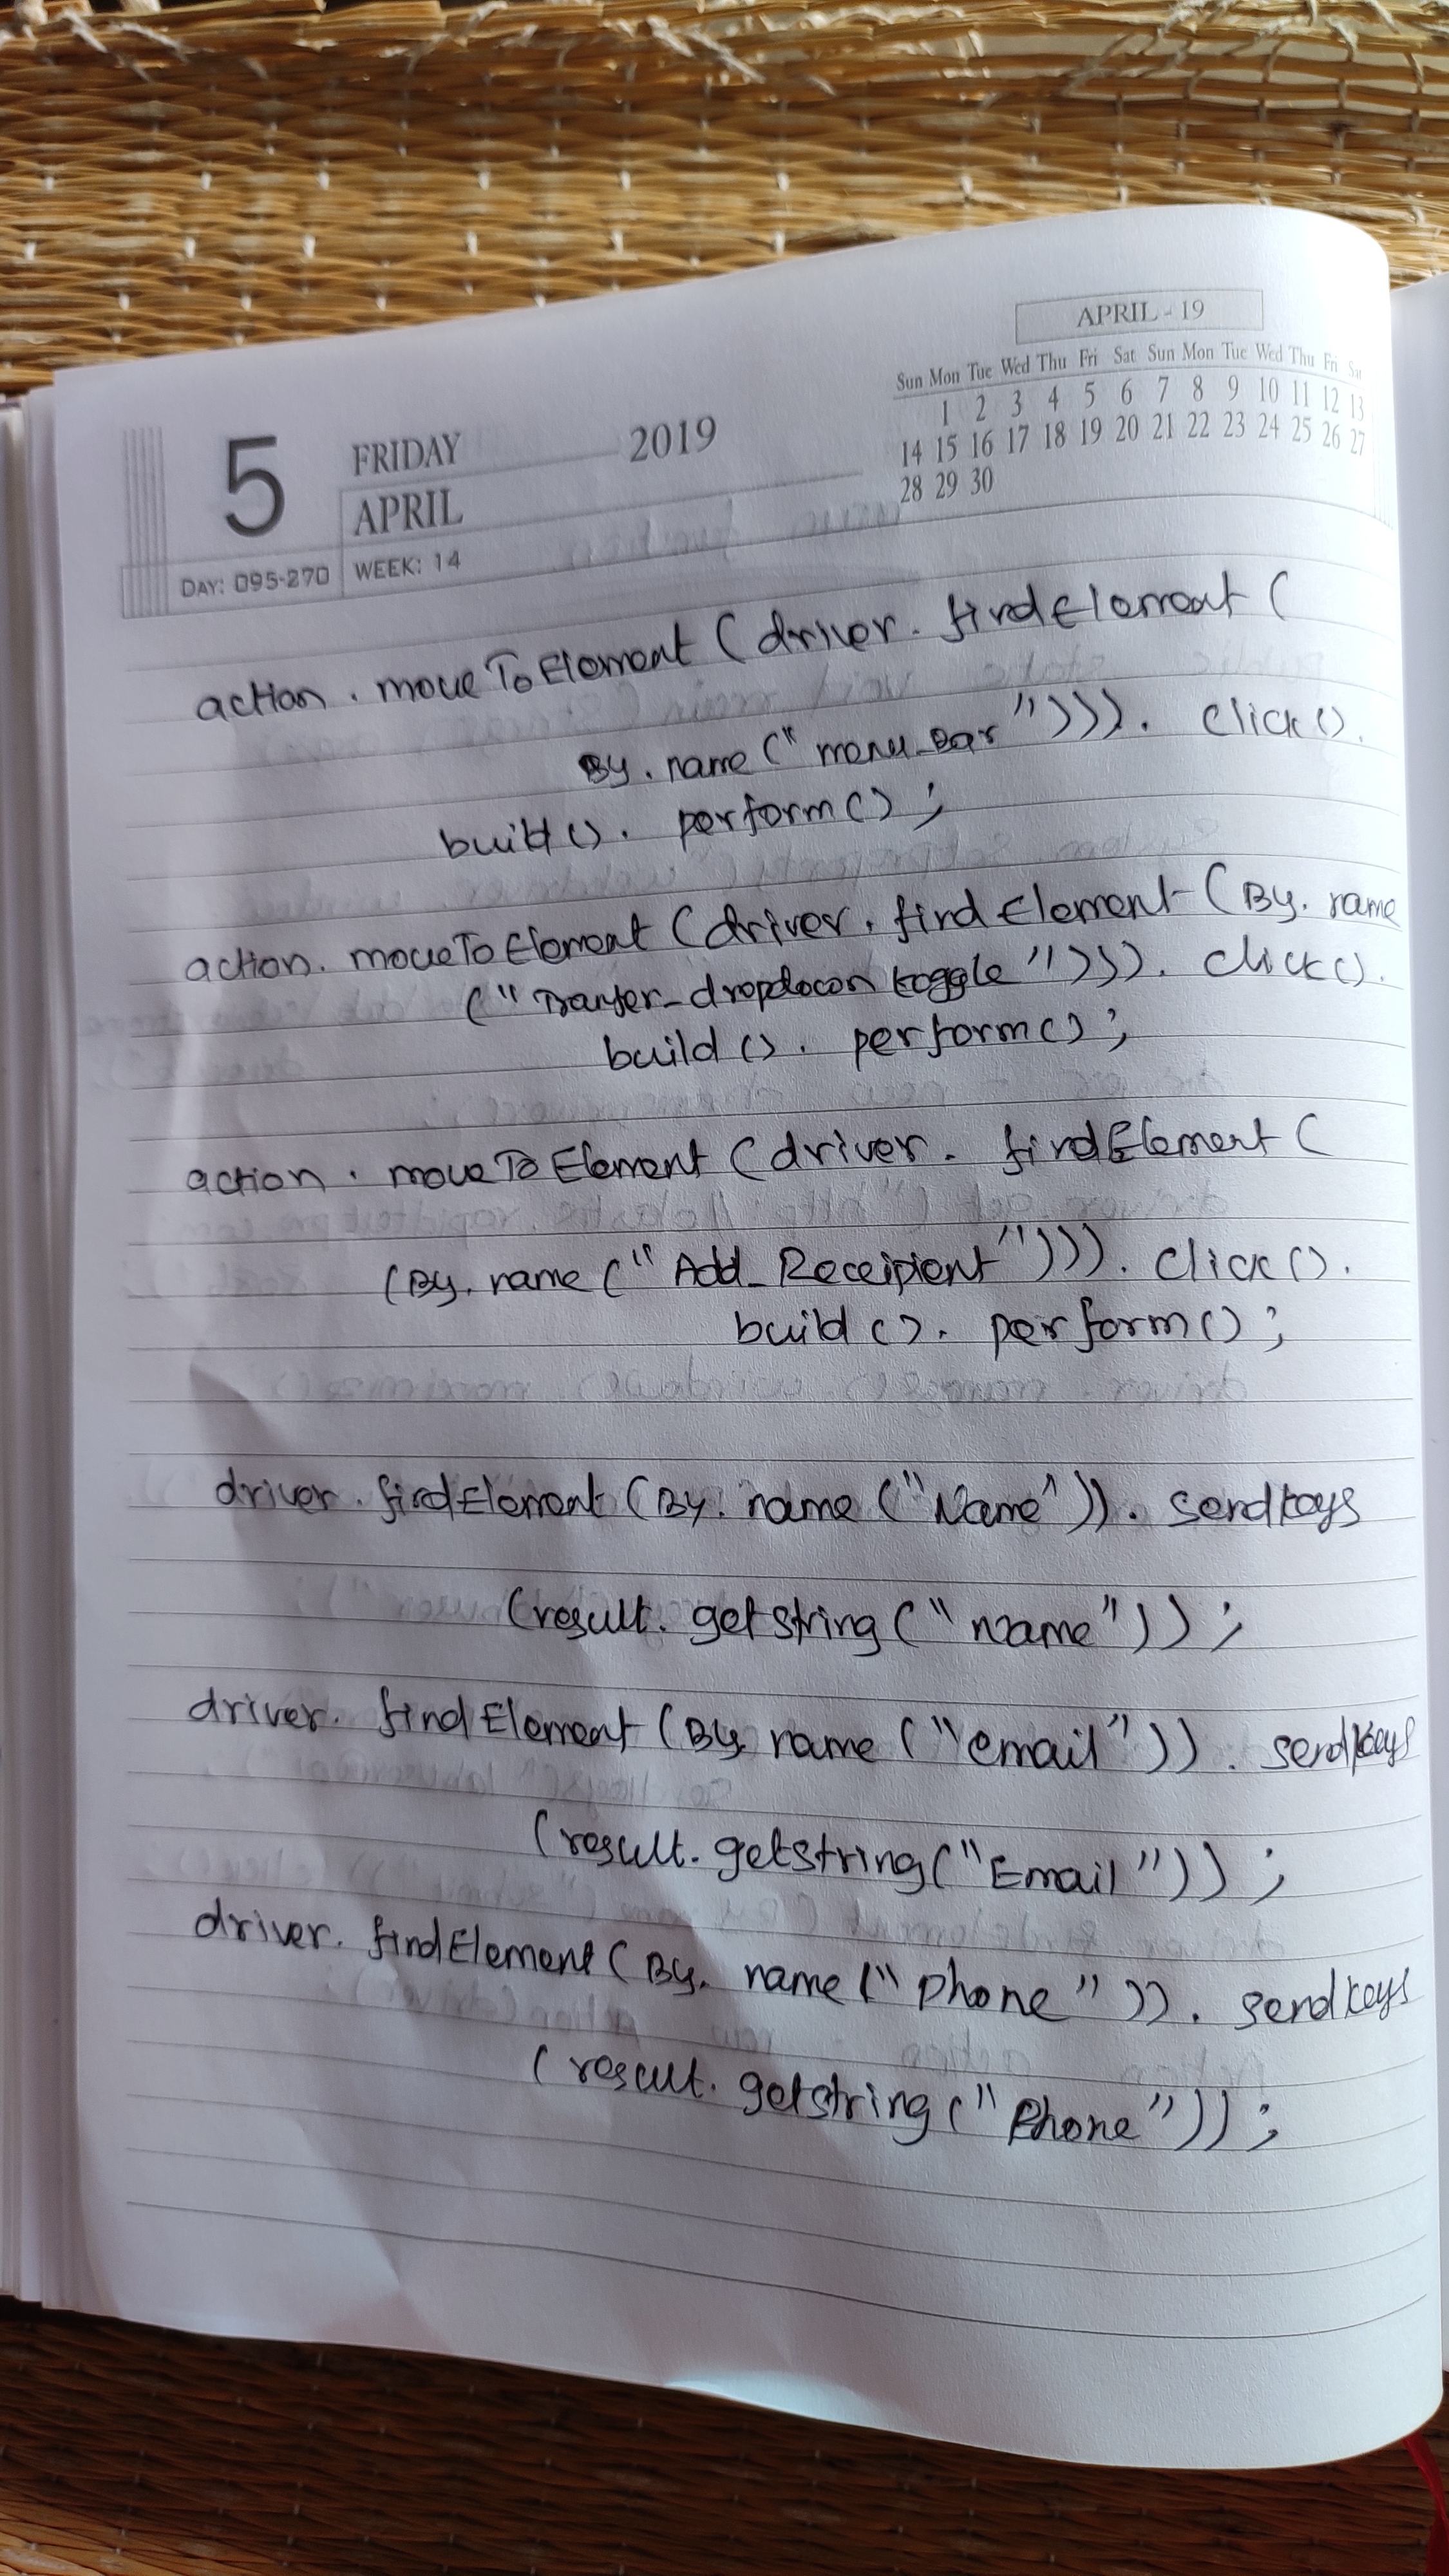 APRIL - 19
Sun Mon Tue Wed Thu Fri Sat Sun Mon Tue Wed Thu Fri Sat
1 2 3 4 5 6 7 8 9 10 11 12 13
14 15 16 17 18 19 20 21 22 23 24 25 26 27
28 29 30
5 FRIDAY 2019
APRIL
DAY: 095-270 WEEK: 14
action . moveToElement ( driver . findElement (
By . name (" menu_Bar "))) . click () .
build () . perform () ;
action . moveToElement ( driver . findElement ( By . name
(" _dropdown toggle "))) . click () .
build () . perform () ;
action . moveToElement ( driver . findElement (
(By . name (" Add_Receipient "))) . click () .
build () . perform () ;
driver . findElement (By . name ("Name")) . sendkeys
(result . getstring (" Name")) ;
driver . findElement (By . name ("email")) . sendkeys
(result . getstring ("Email")) ;
driver . findElement ( By . name (" phone ")) . sendkeys
( result . getstring (" Phone ")) ;